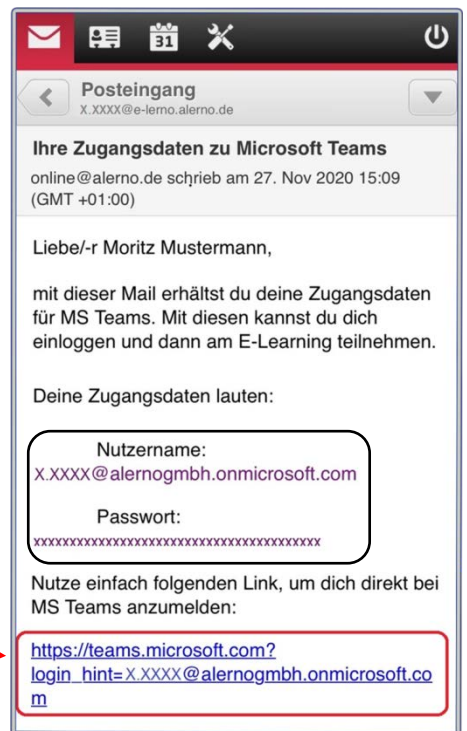 31
Posteingang
X.XXXX@e-lerno.alerno.de
Ihre Zugangsdaten zu Microsoft Teams
online@alerno.de schrieb am 27. Nov 2020 15:09
(GMT +01:00)
Liebe/-r Moritz Mustermann,
mit dieser Mail erhältst du deine Zugangsdaten
für MS Teams. Mit diesen kannst du dich
einloggen und dann am E-Learning teilnehmen.
Deine Zugangsdaten lauten:
Nutzername:
X.XXXX@alernogmbh.onmicrosoft.com
Passwort:
xxxxxxxxxxxxxxxxxxxxxxxxxxxxxxxxxxxxxxxx
Nutze einfach folgenden Link, um dich direkt bei
MS Teams anzumelden:
https://teams.microsoft.com?
login_hint=X.XXXX@alernogmbh.onmicrosoft.co
m